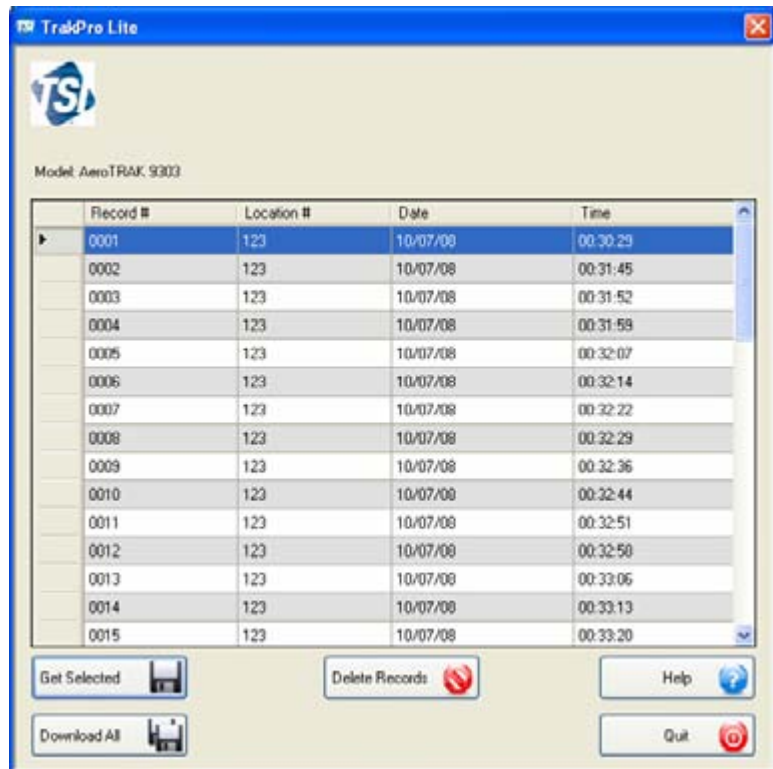 TSI TrakPro Lite
TSI
Model: AeroTRAK 9303
Record # Location # Date Time
0001 123 10/07/08 00:30:29
0002 123 10/07/08 00:31:45
0003 123 10/07/08 00:31:52
0004 123 10/07/08 00:31:59
0005 123 10/07/08 00:32:07
0006 123 10/07/08 00:32:14
0007 123 10/07/08 00:32:22
0008 123 10/07/08 00:32:29
0009 123 10/07/08 00:32:36
0010 123 10/07/08 00:32:44
0011 123 10/07/08 00:32:51
0012 123 10/07/08 00:32:58
0013 123 10/07/08 00:33:06
0014 123 10/07/08 00:33:13
0015 123 10/07/08 00:33:20
Get Selected Delete Records Help
Download All Quit